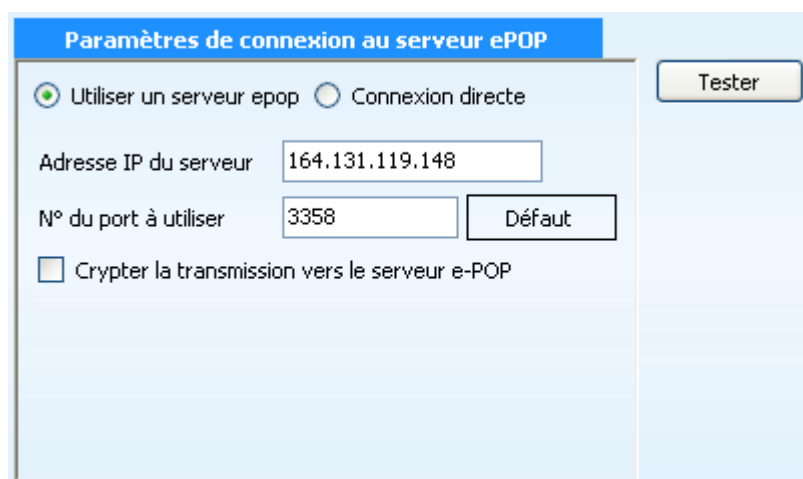 Paramètres de connexion au serveur ePOP
Tester
Utiliser un serveur epop Connexion directe
Adresse IP du serveur 164.131.119.148
N° du port à utiliser 3358 Défaut
Crypter la transmission vers le serveur e-POP